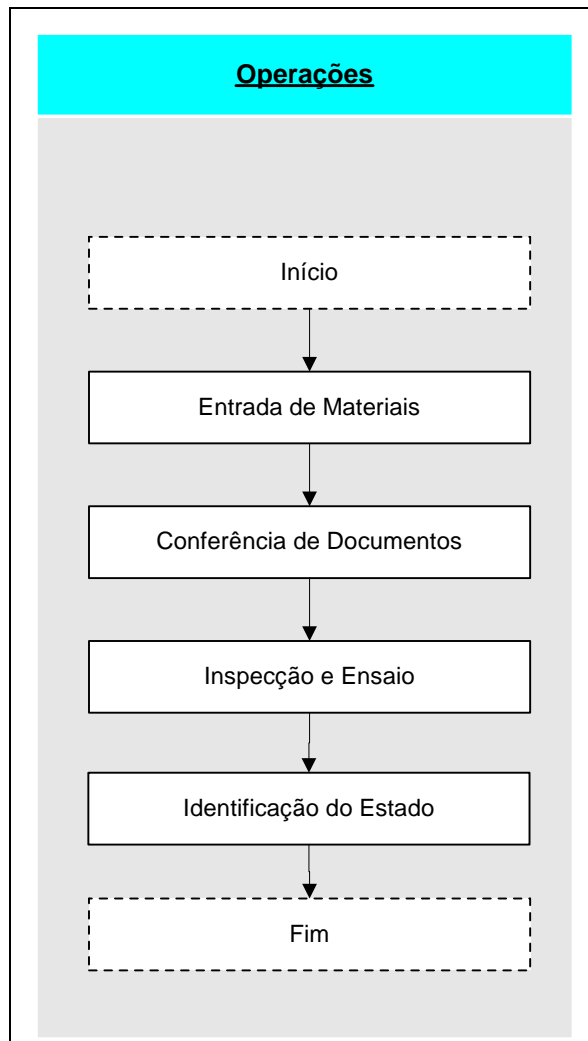 Operações
Início
Entrada de Materiais
Conferência de Documentos
Inspecção e Ensaio
Identificação do Estado
Fim